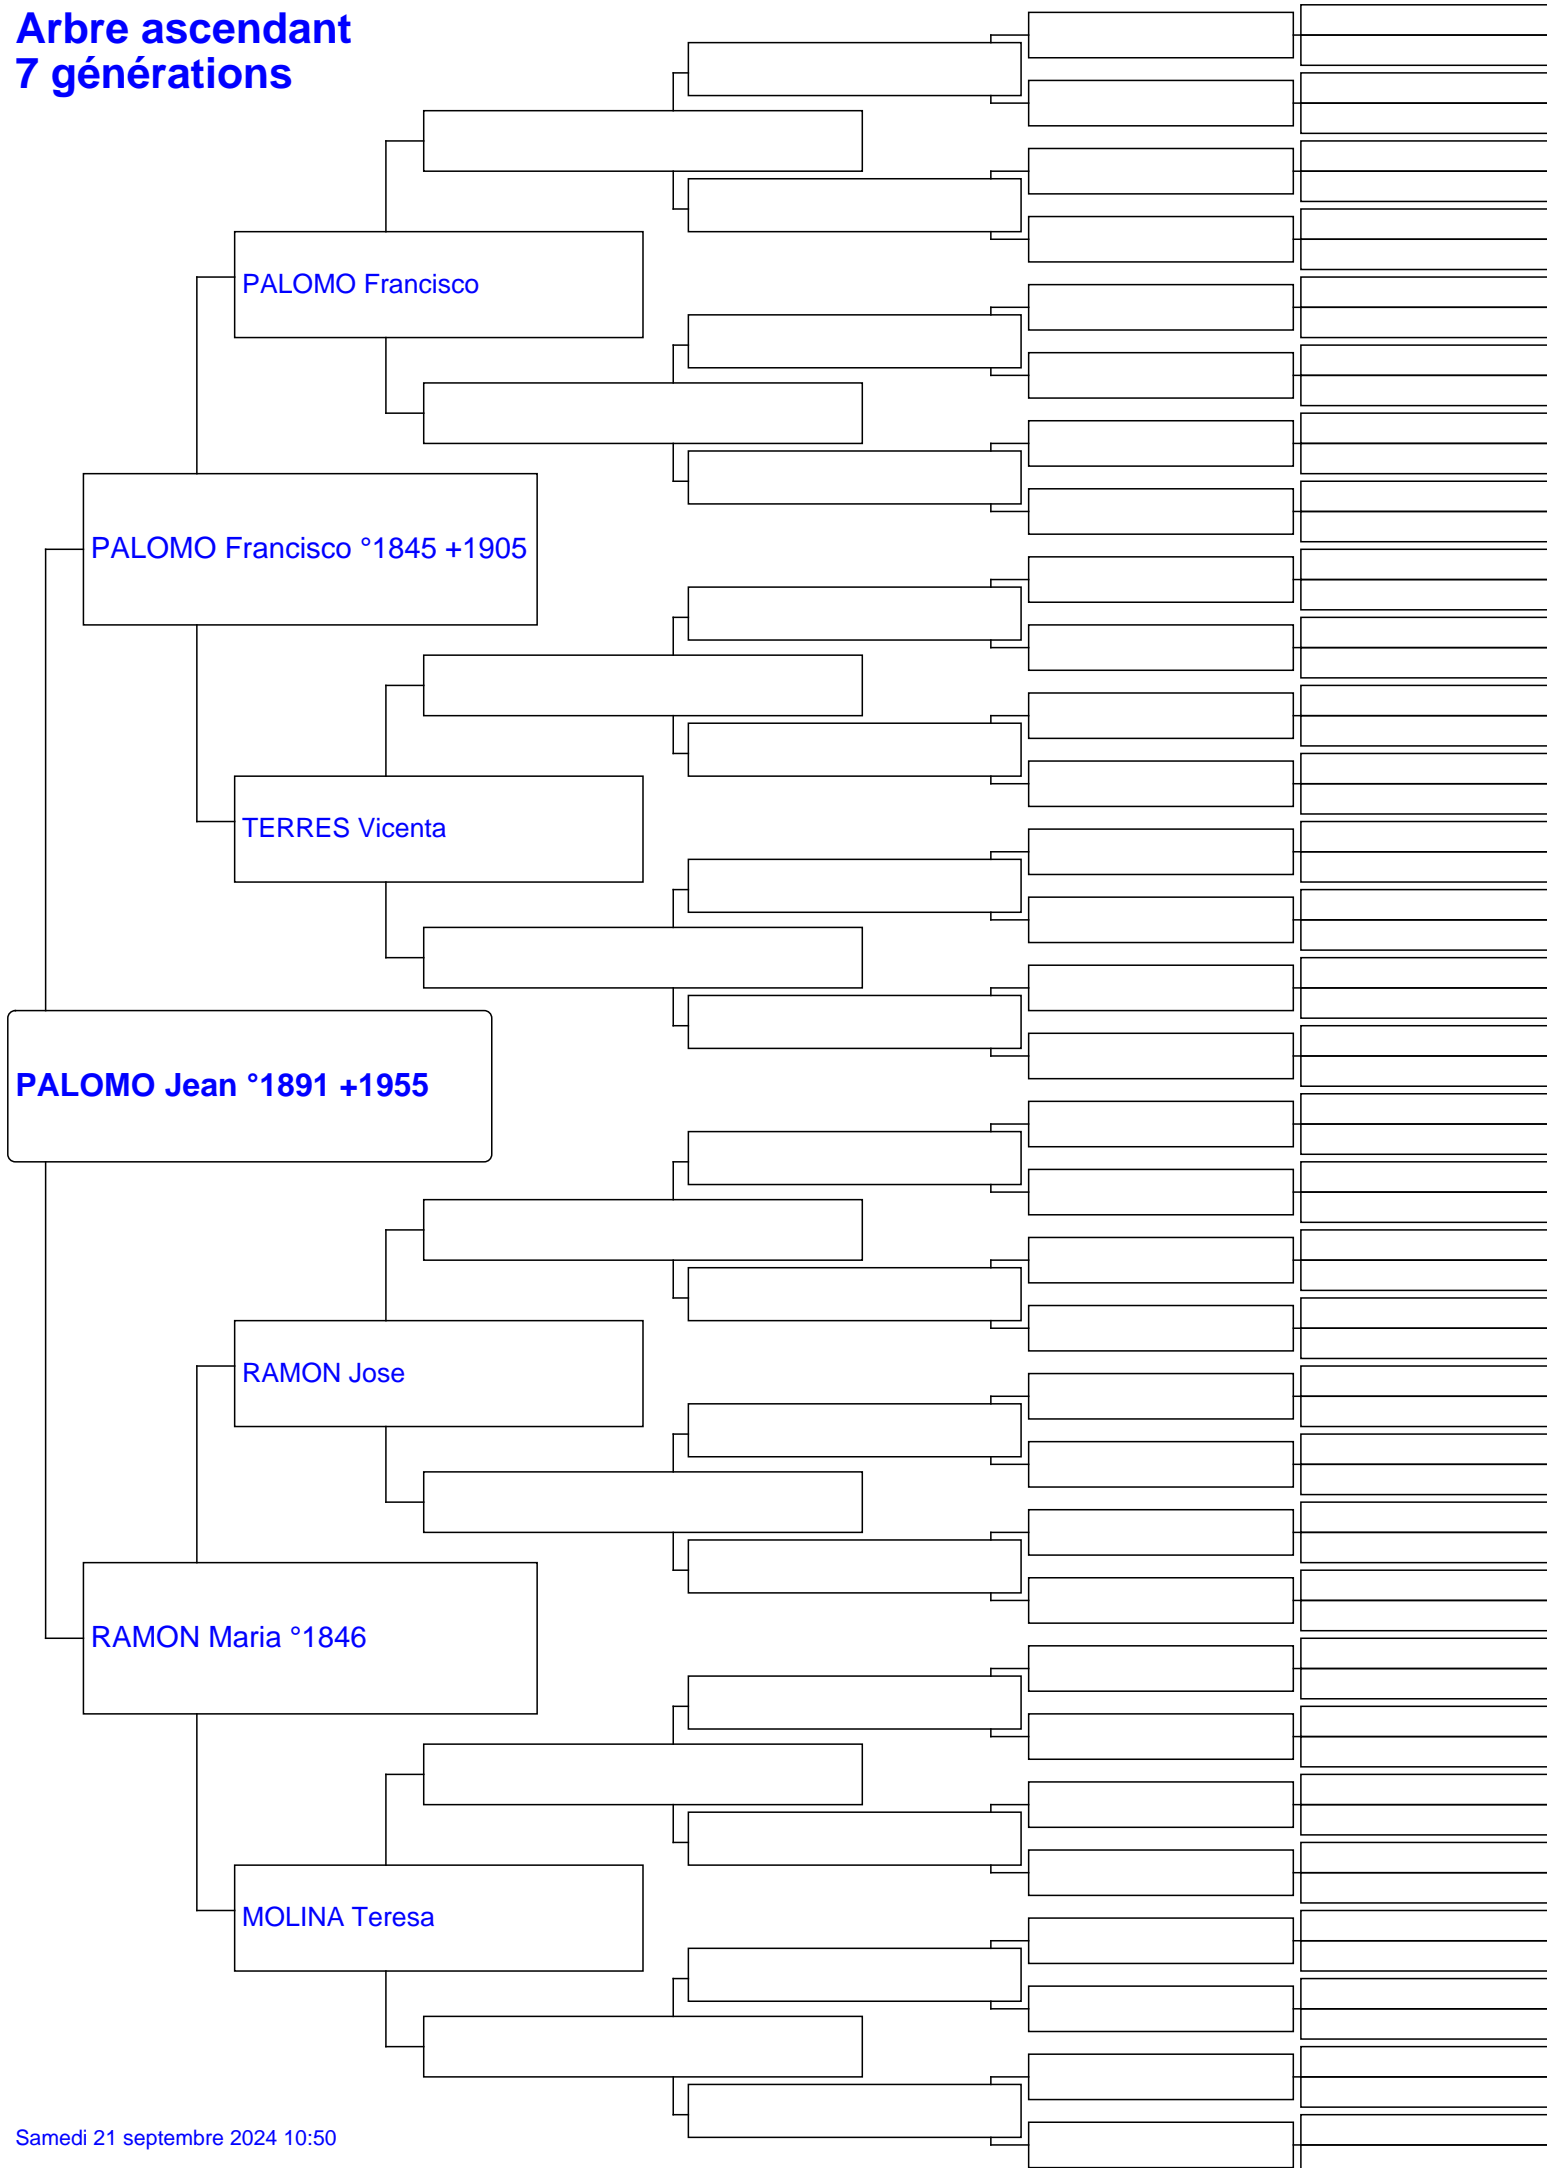 Arbre ascendant
7 générations
PALOMO Francisco
PALOMO Francisco °1845 +1905
TERRES Vicenta
PALOMO Jean °1891 +1955
RAMON Jose
RAMON Maria °1846
MOLINA Teresa
Samedi 21 septembre 2024 10:50